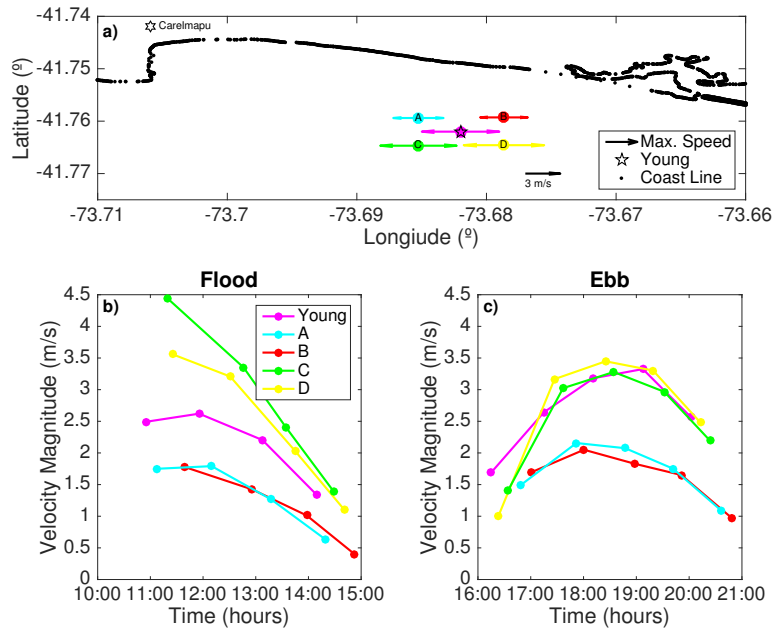 a)
Carelmapu
-41.74
-41.75
-41.76
-41.77
Latitude (º)
A
B
C
D
3 m/s
Max. Speed
Young
Coast Line
-73.71
-73.7
-73.69
-73.68
-73.67
-73.66
Longiude (º)
Flood
b)
4.5
4
3.5
3
2.5
2
1.5
1
0.5
0
Velocity Magnitude (m/s)
Young
A
B
C
D
10:00 11:00 12:00 13:00 14:00 15:00
Time (hours)
Ebb
c)
4.5
4
3.5
3
2.5
2
1.5
1
0.5
0
Velocity Magnitude (m/s)
16:00 17:00 18:00 19:00 20:00 21:00
Time (hours)